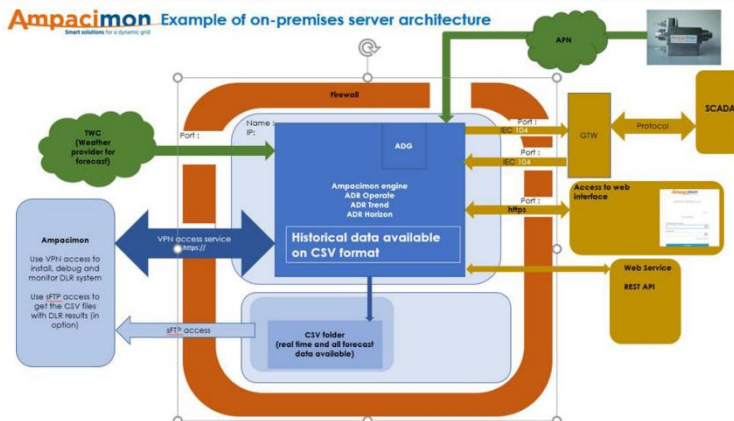 Ampacimon
Smart solutions for a dynamic grid
Example of on-premises server architecture
APN
Firewall
SCADA
TWC
(Weather
provider for
forecast)
Port :
Name :
IP:
ADG
Port :
IEC 104
GTW
Protocol
Port :
IEC 104
Ampacimon engine
ADR Operate
ADR Trend
ADR Horizon
Historical data available
on CSV format
Port :
https
Access to web
interface
Ampacimon
Ampacimon
Use VPN access to
install, debug and
monitor DLR system
Use sFTP access to
get the CSV files
with DLR results (in
option)
VPN access service
https://
Web Service
REST API
sFTP access
CSV folder
(real time and all forecast
data available)